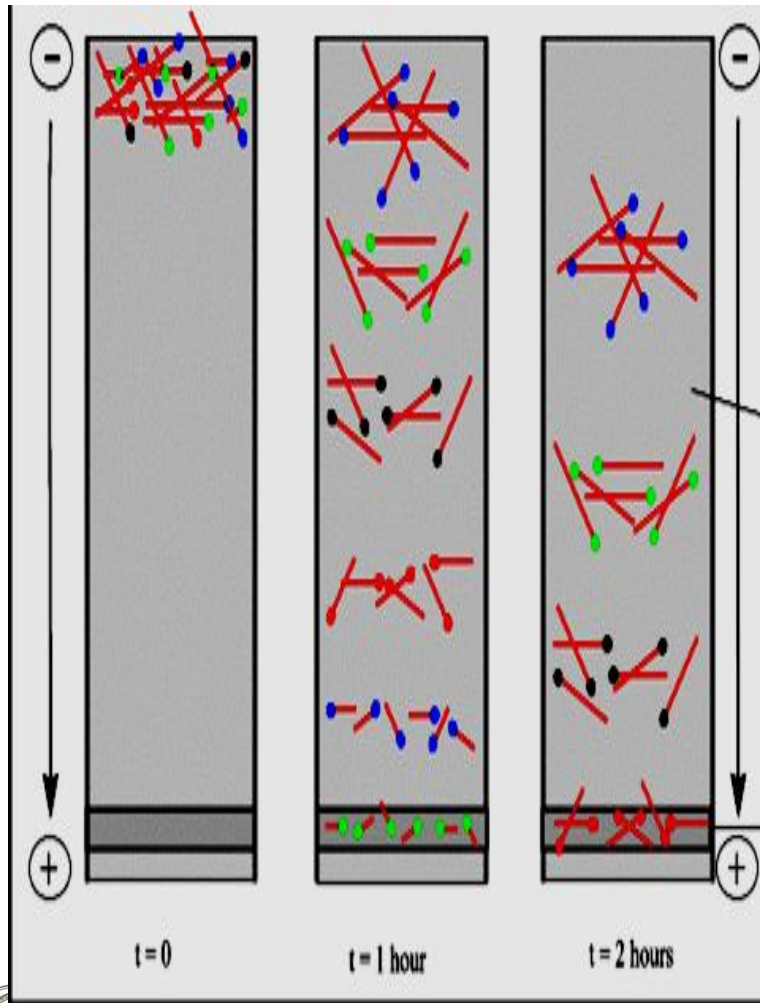 −
−
+
+
t = 0
t = 1 hour
t = 2 hours